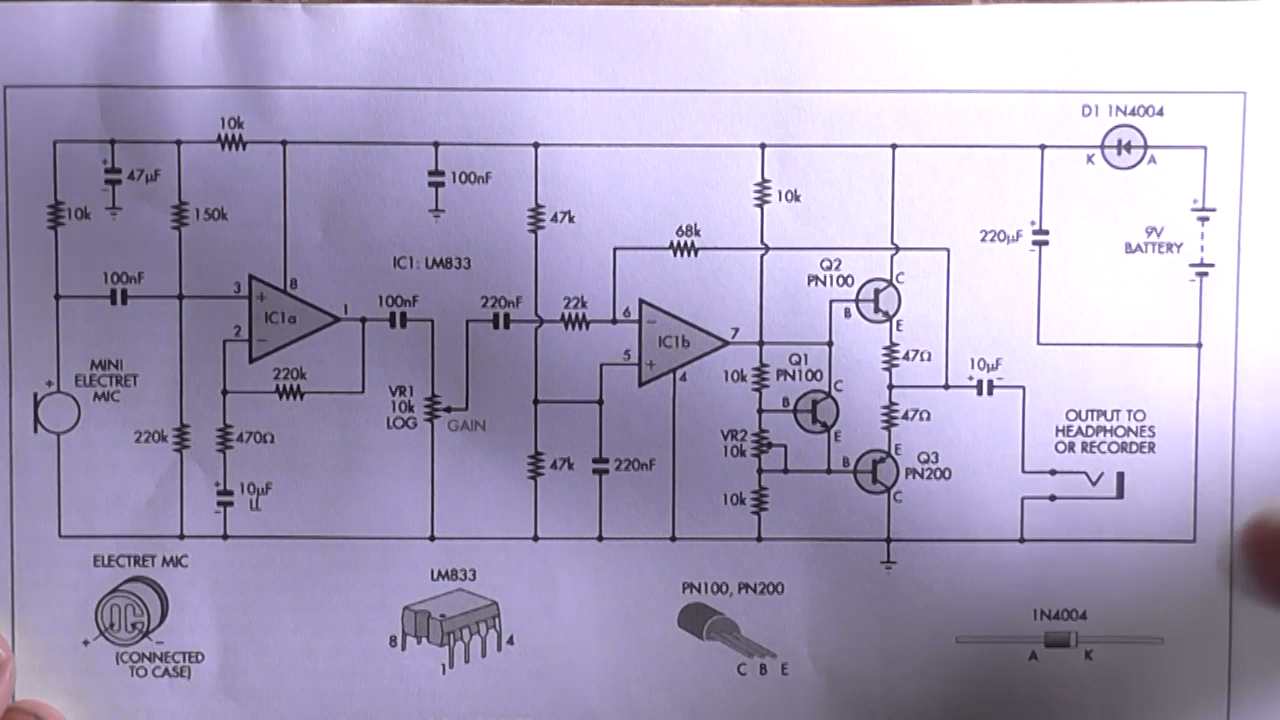 D1 1N4004
K
A
10k
+
47µF
-
10k
150k
100nF
47k
10k
+
220µF
-
+
9V
BATTERY
-
68k
IC1: LM833
100nF
3
+
8
IC1a
1
2
-
100nF
220nF
22k
6
-
IC1b
7
5
+
4
Q2
PN100
C
B
E
47Ω
+
MINI
ELECTRET
MIC
220k
VR1
10k
LOG
GAIN
10k
Q1
PN100
C
B
E
10µF
+
-
47Ω
OUTPUT TO
HEADPHONES
OR RECORDER
220k
470Ω
VR2
10k
47k
220nF
B
E
Q3
PN200
C
+
10µF
LL
-
10k
ELECTRET MIC
+
-
(CONNECTED
TO CASE)
LM833
8
4
1
PN100, PN200
C B E
1N4004
A
K